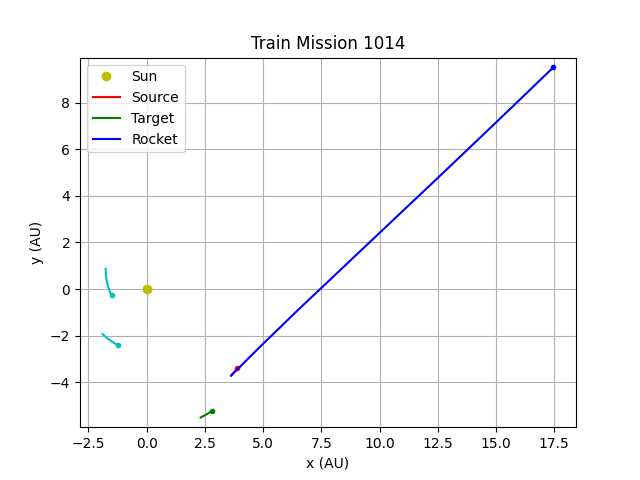 Train Mission 1014
Sun
Source
Target
Rocket
y (AU)
8
6
4
2
0
−2
−4
−2.5 0.0 2.5 5.0 7.5 10.0 12.5 15.0 17.5
x (AU)